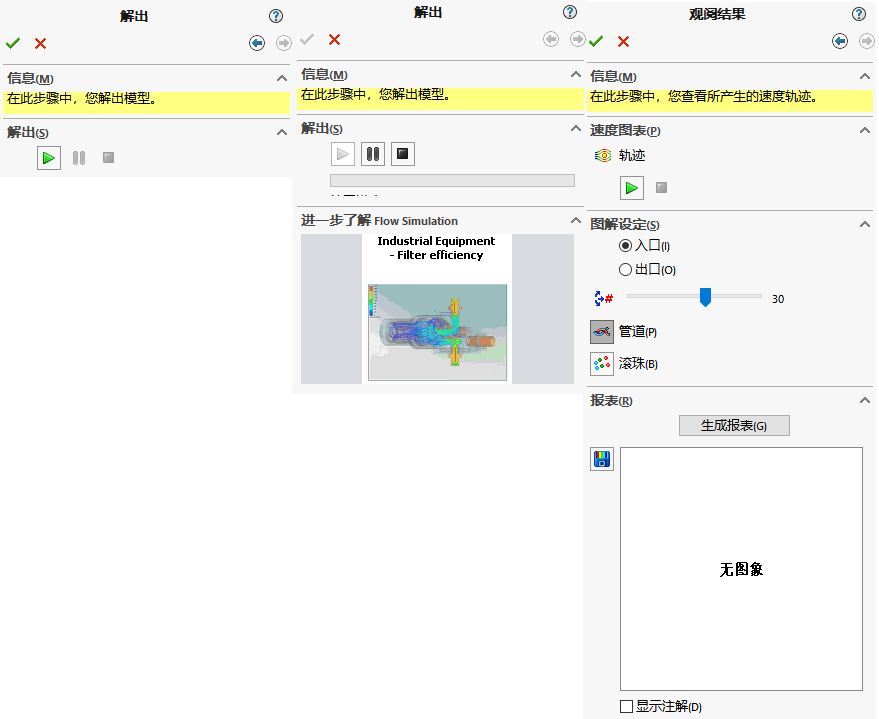 解出
信息(M)
在此步骤中，您解出模型。
解出(S)
解出
信息(M)
在此步骤中，您解出模型。
解出(S)
进一步了解 Flow Simulation
Industrial Equipment
- Filter efficiency
观阅结果
信息(M)
在此步骤中，您查看所产生的速度轨迹。
速度图表(P)
轨迹
图解设定(S)
入口(I)
出口(O)
30
管道(P)
滚珠(B)
报表(R)
生成报表(G)
无图象
显示注解(D)